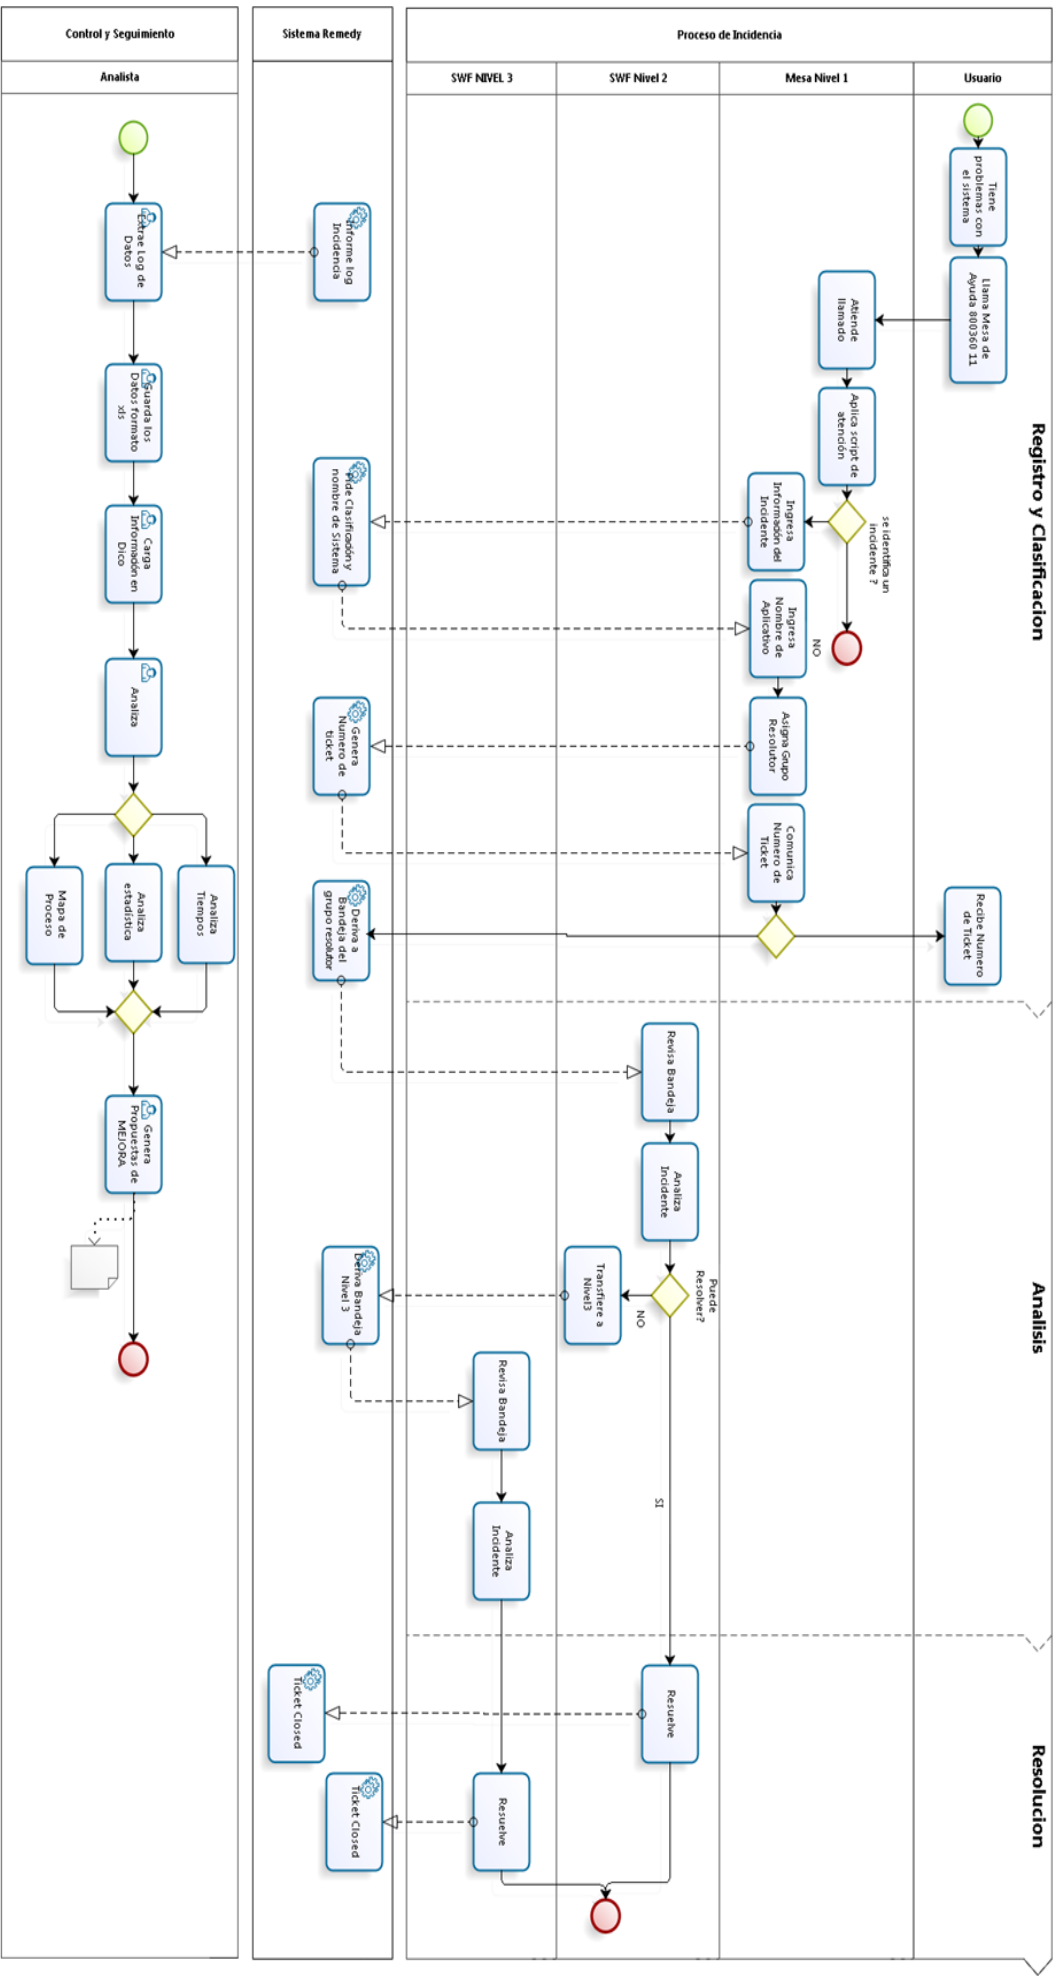 Control y Seguimiento
Analista
Sistema Remedy
Proceso de Incidencia
SWF NIVEL 3
SWF Nivel 2
Mesa Nivel 1
Usuario
Registro y Clasificacion
Analisis
Resolucion
Tiene
problemas con
el sistema
Llama Mesa de
Ayuda 800360 11
Atiende
llamado
Aplica script de
atención
se identifica un
incidente ?
NO
Ingresa
Información del
Incidente
Ingresa
Nombre de
Aplicativo
Asigna Grupo
Resolutor
Comunica
Numero de
Ticket
Recibe Numero
de Ticket
Revisa Bandeja
Analiza
Incidente
Puede
Resolver?
NO
SI
Transfiere a
Nivel3
Resuelve
Revisa Bandeja
Analiza
Incidente
Resuelve
Informe log
Incidencia
Pide Clasificación y
nombre de Sistema
Genera
Numero de
ticket
Deriva a
Bandeja del
grupo resolutor
Deriva Bandeja
Nivel 3
Ticket Closed
Ticket Closed
Extrae Log de
Datos
Guarda los
Datos formato
xls
Carga
Información en
Dico
Analiza
Analiza
Tiempos
Analiza
estadística
Mapa de
Proceso
Genera
Propuestas de
MEJORA